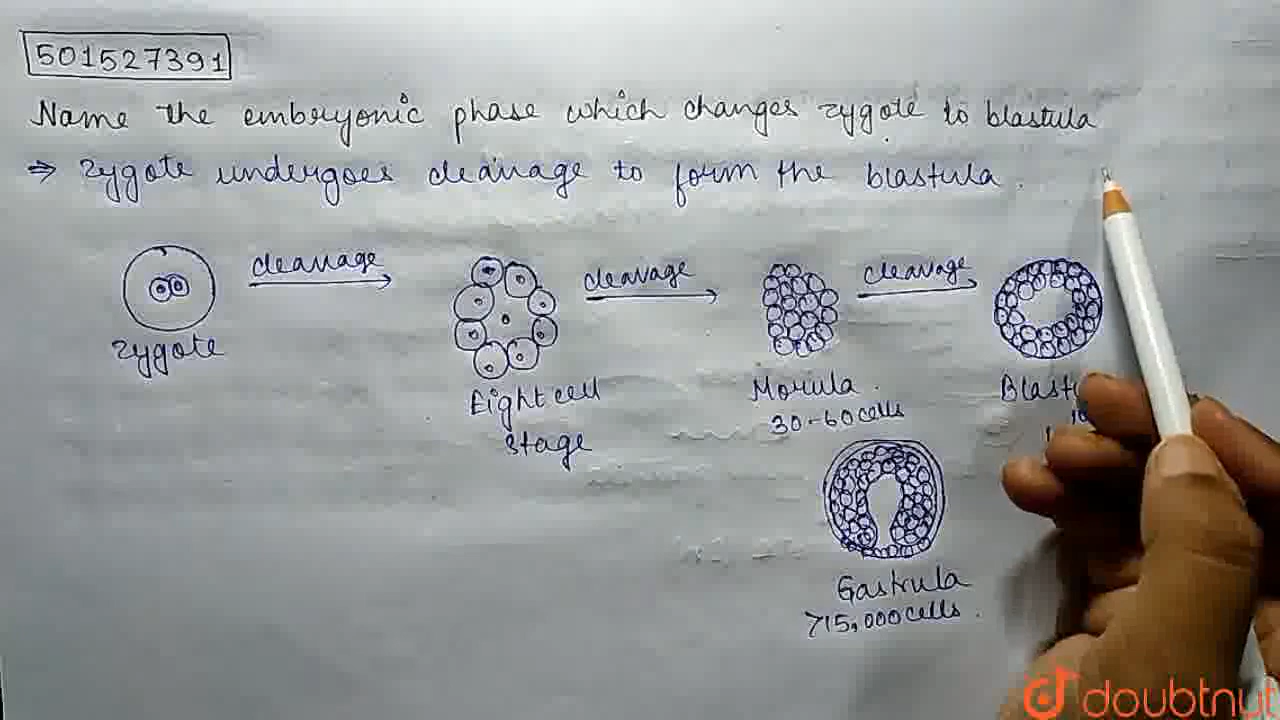 501527391
Name the embryonic phase which changes zygote to blastula
⇒ Zygote undergoes cleavage to form the blastula.
cleavage
cleavage
cleavage
zygote
Eight cell
stage
Morula.
30-60 cells
Gastrula
>15,000 cells.
doubtnut